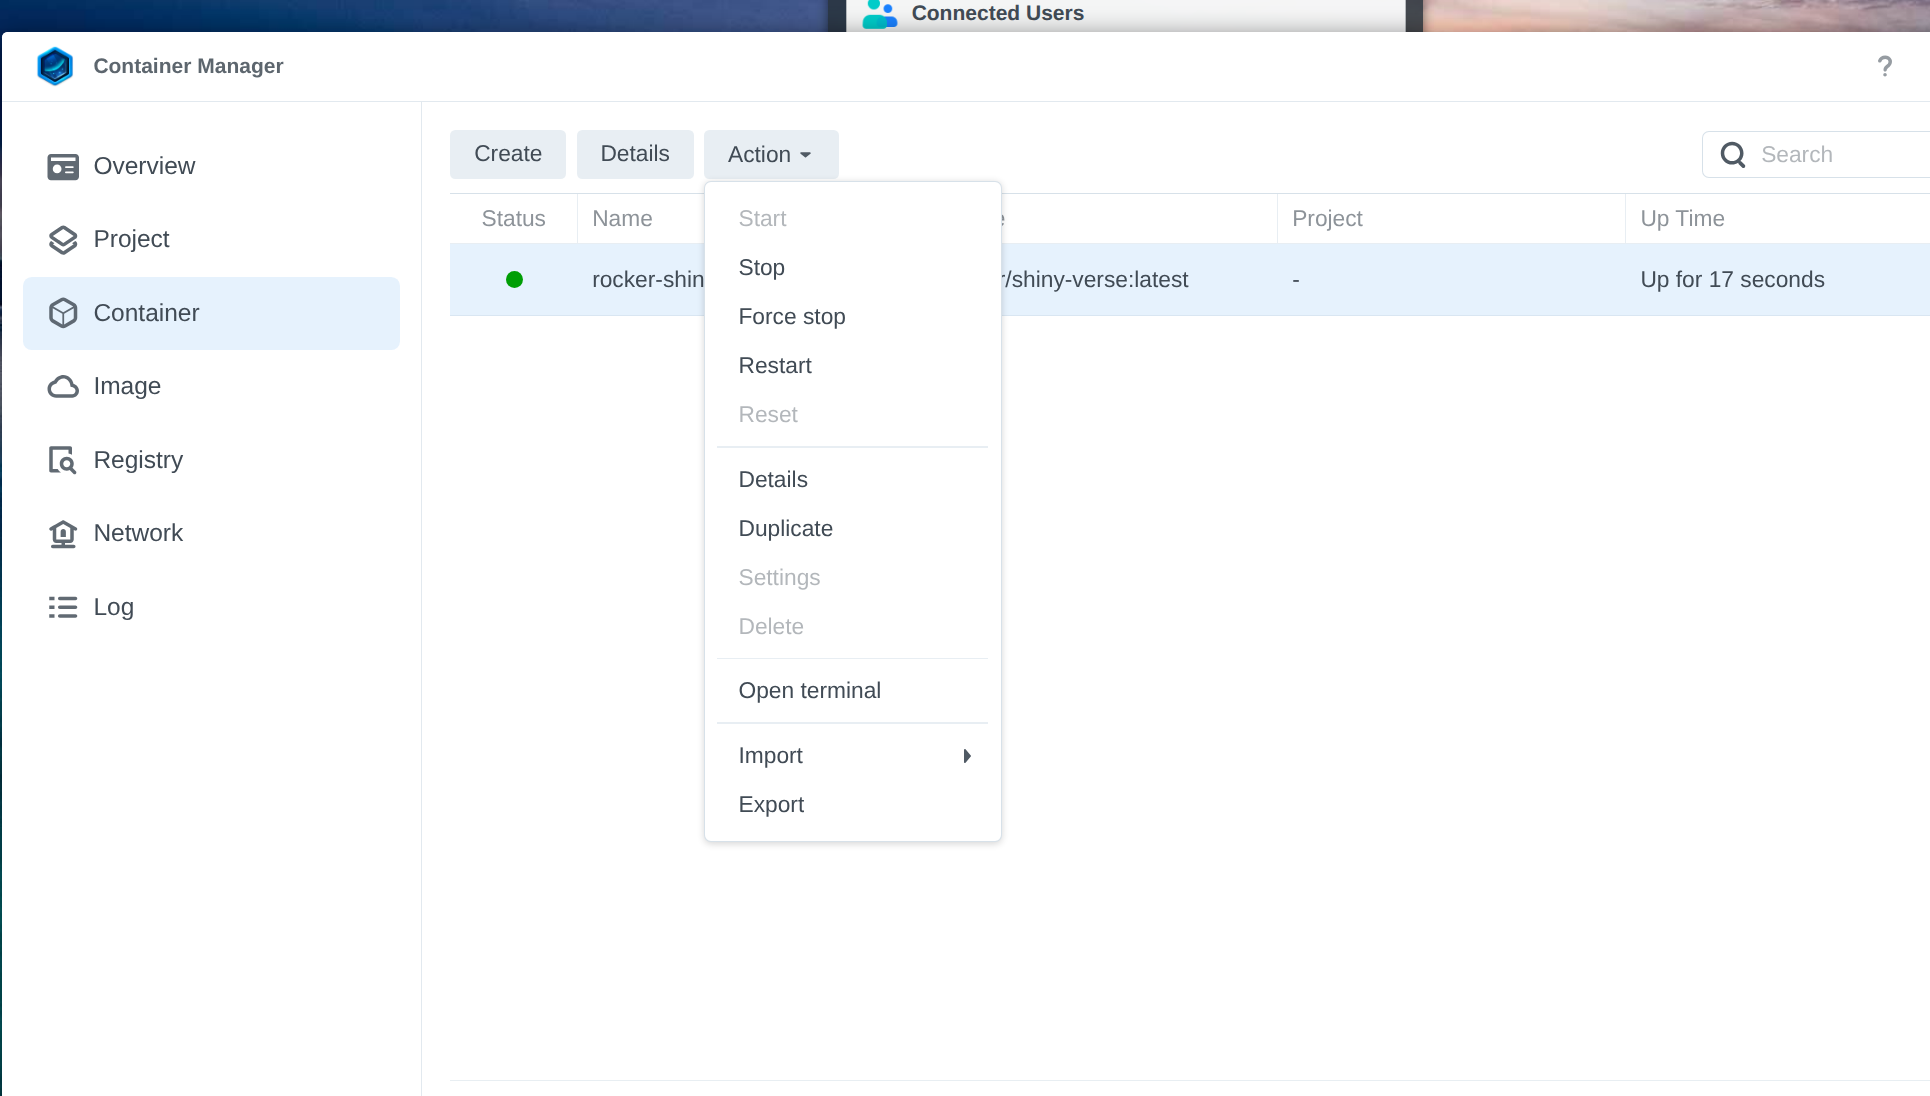 Connected Users
Container Manager
?
Overview
Project
Container
Image
Registry
Network
Log
Create
Details
Action
Search
Status
Name
Project
Up Time
rocker-shin
r/shiny-verse:latest
-
Up for 17 seconds
Start
Stop
Force stop
Restart
Reset
Details
Duplicate
Settings
Delete
Open terminal
Import
Export